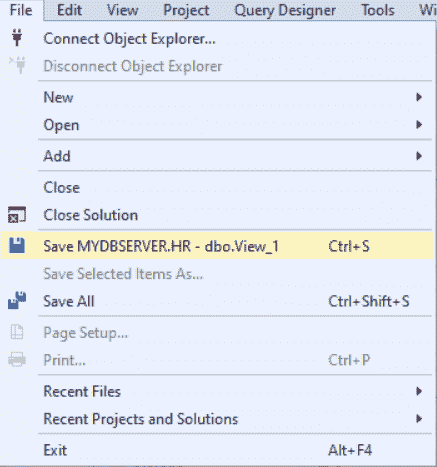 File Edit View Project Query Designer Tools
Connect Object Explorer...
Disconnect Object Explorer
New
Open
Add
Close
Close Solution
Save MYDBSERVER.HR - dbo.View_1 Ctrl+S
Save Selected Items As...
Save All Ctrl+Shift+S
Page Setup...
Print... Ctrl+P
Recent Files
Recent Projects and Solutions
Exit Alt+F4